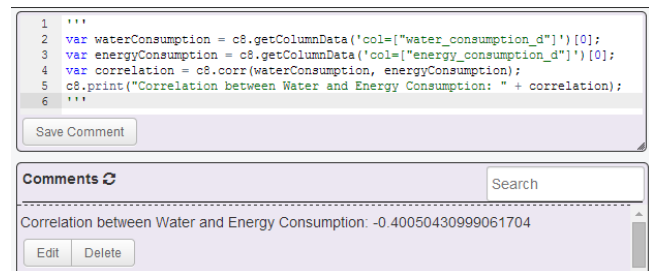 1 '''
2 var waterConsumption = c8.getColumnData('col=["water_consumption_d"]')[0];
3 var energyConsumption = c8.getColumnData('col=["energy_consumption_d"]')[0];
4 var correlation = c8.corr(waterConsumption, energyConsumption);
5 c8.print("Correlation between Water and Energy Consumption: " + correlation);
6 '''
Save Comment
Comments
Search
Correlation between Water and Energy Consumption: -0.40050430999061704
Edit Delete